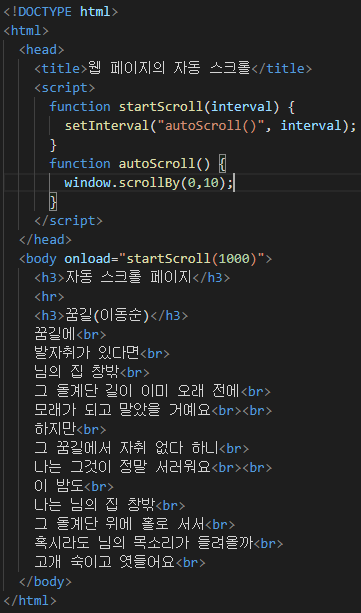 <!DOCTYPE html>
<html>
<head>
<title>웹 페이지의 자동 스크롤</title>
<script>
function startScroll(interval) {
setInterval("autoScroll()", interval);
}
function autoScroll() {
window.scrollBy(0,10);
}
</script>
</head>
<body onload="startScroll(1000)">
<h3>자동 스크롤 페이지</h3>
<hr>
<h3>꿈길(이동순)</h3>
꿈길에<br>
발자취가 있다면<br>
님의 집 창밖<br>
그 돌계단 길이 이미 오래 전에<br>
모래가 되고 말았을 거예요<br><br>
하지만<br>
그 꿈길에서 자취 없다 하니<br>
나는 그것이 정말 서러워요<br><br>
이 밤도<br>
나는 님의 집 창밖<br>
그 돌계단 위에 홀로 서서<br>
혹시라도 님의 목소리가 들려올까<br>
고개 숙이고 엿들어요<br>
</body>
</html>